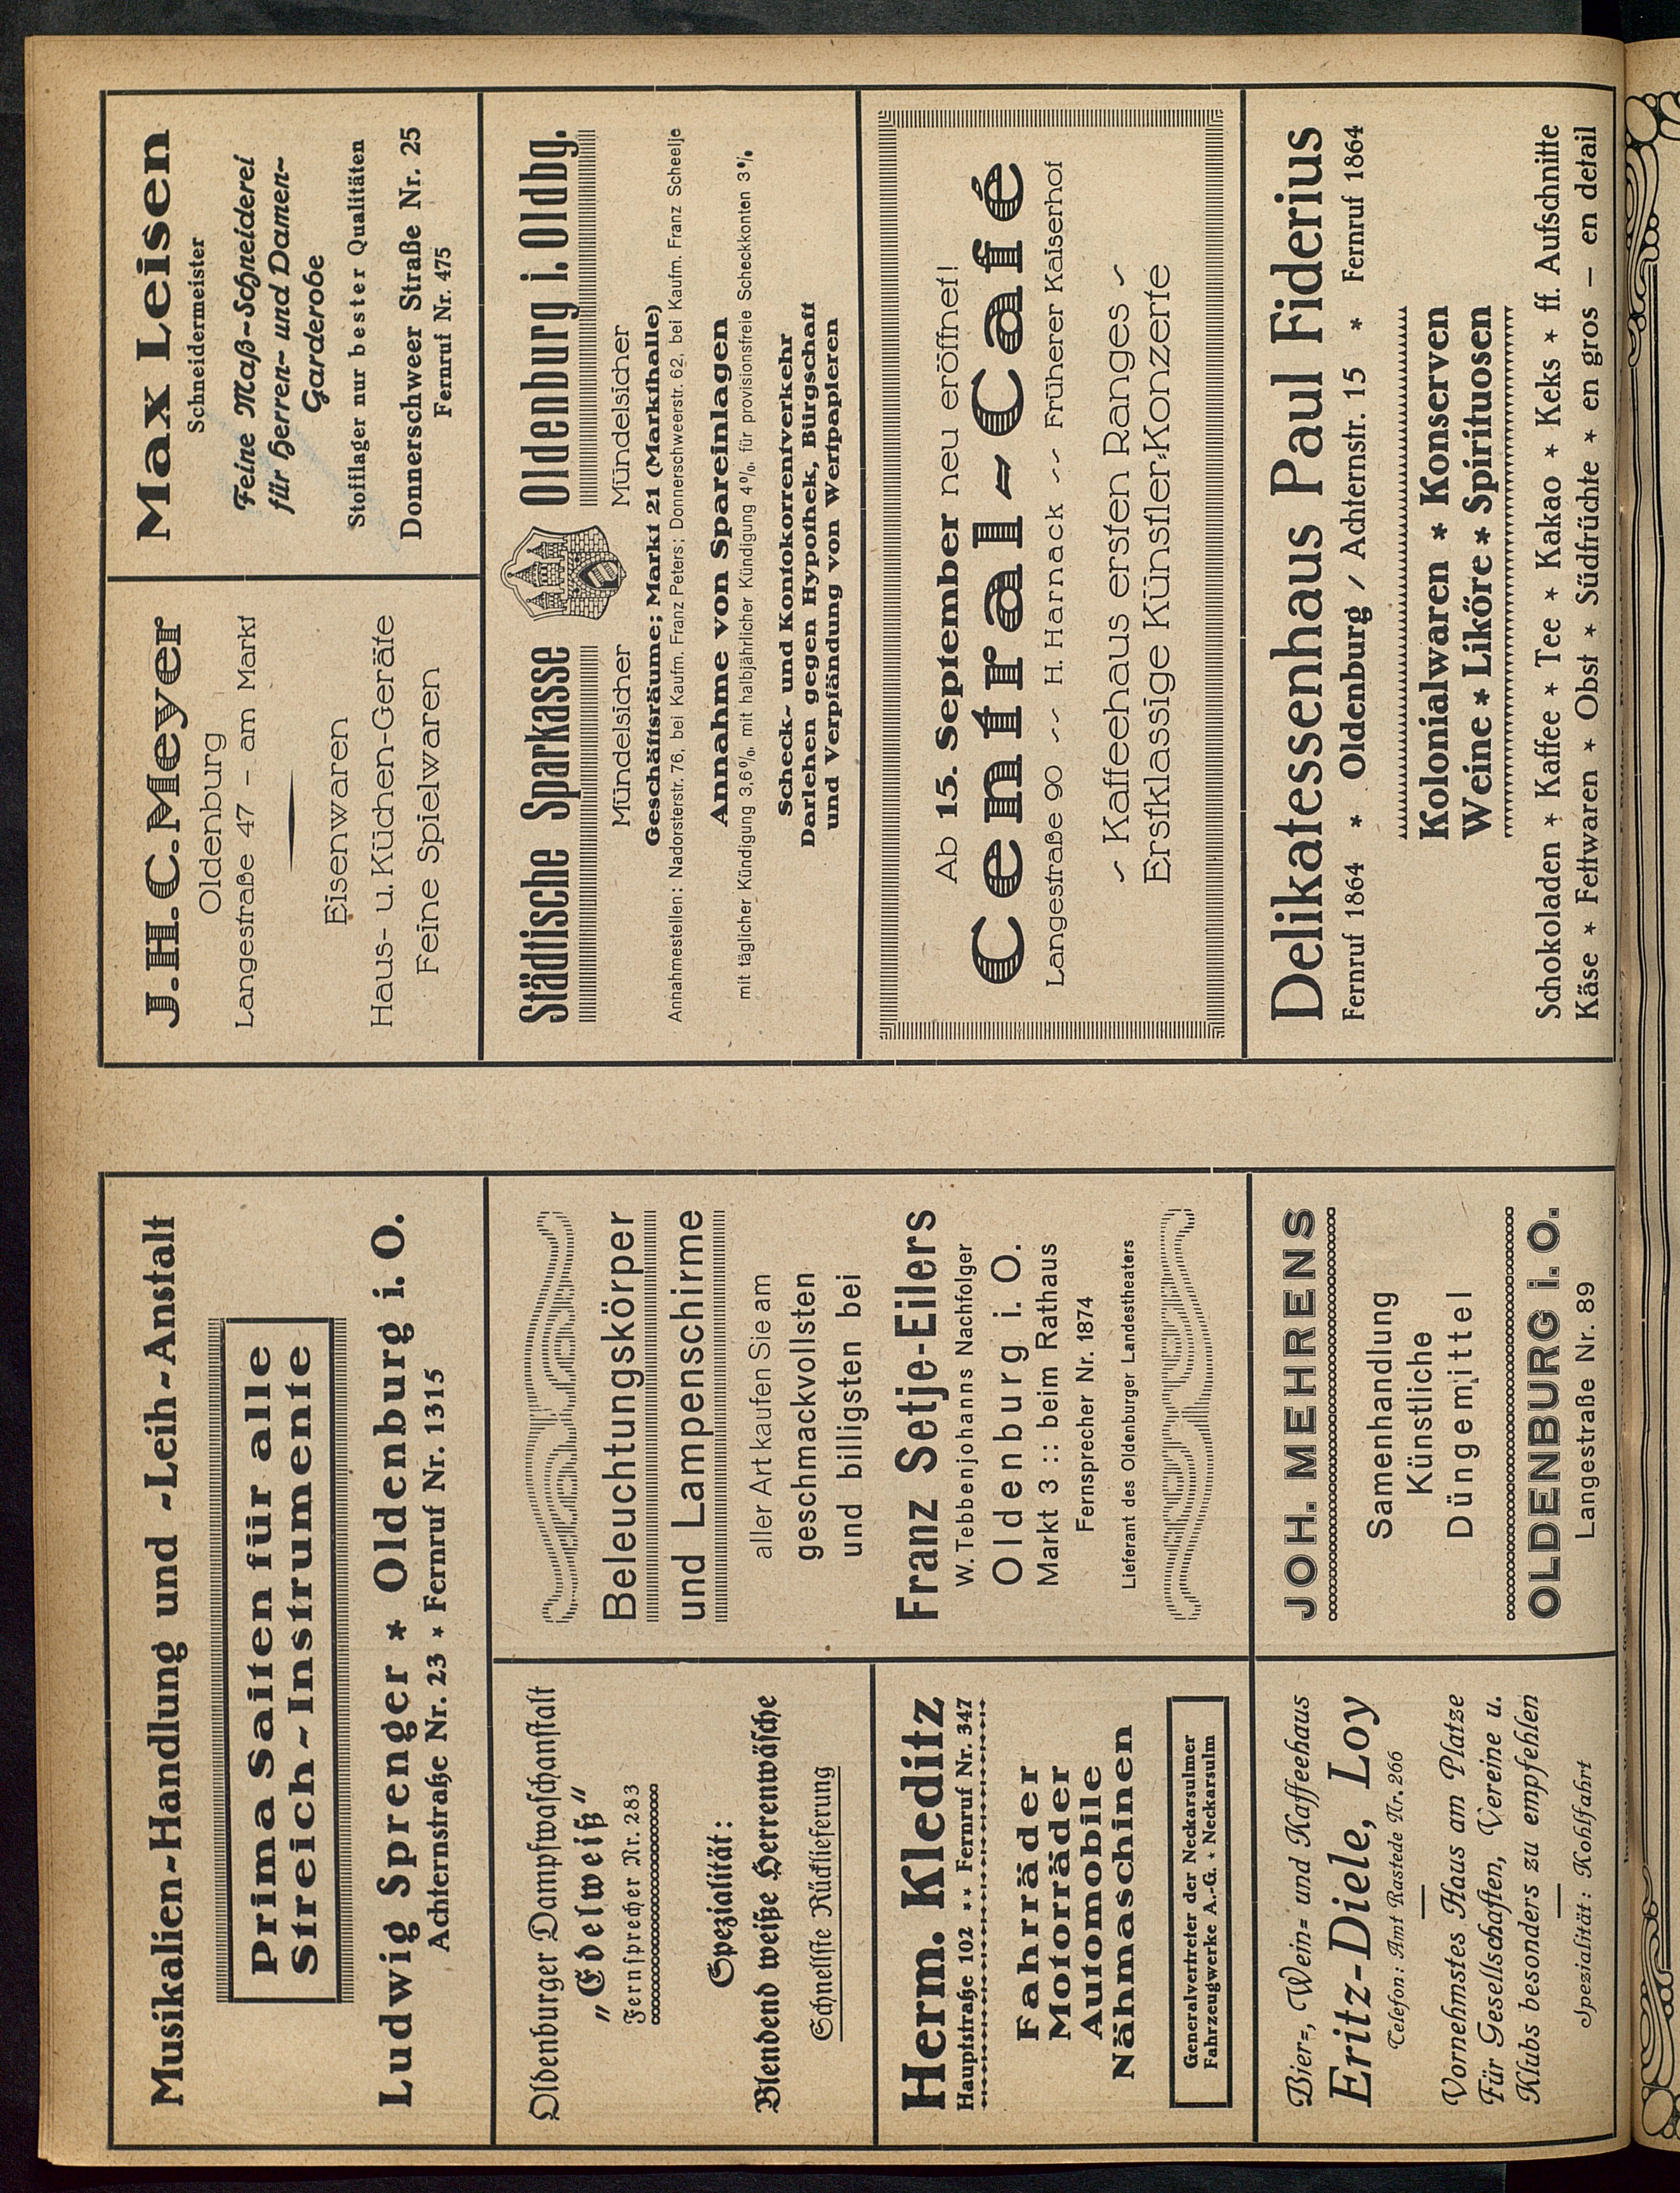 Musikalien-Handlung und -Leih-Anstalt
Prima Saiten für alle
Streich-Instrumente
Ludwig Sprenger * Oldenburg i. O.
Achternstraße Nr. 23 * Fernruf Nr. 1315
Oldenburger Dampfwaschanstalt
„Edelweiß“
Fernsprecher Nr. 283
Spezialität:
Blendend weiße Herrenwäsche
Schnellste Rücklieferung
Herm. Kleditz
Hauptstraße 102 ** Fernruf Nr. 347
Fahrräder
Motorräder
Automobile
Nähmaschinen
Generalvertreter der Neckarsulmer
Fahrzeugwerke A.-G. * Neckarsulm
Beleuchtungskörper
und Lampenschirme
aller Art kaufen Sie am
geschmackvollsten
und billigsten bei
Franz Setje-Eilers
W. Tebbenjohanns Nachfolger
Oldenburg i. O.
Markt 3 :: beim Rathaus
Fernsprecher Nr. 1874
Lieferant des Oldenburger Landestheaters
Bier-, Wein- und Kaffeehaus
Eritz-Diele, Loy
Telefon: Amt Rastede Nr. 266
Vornehmstes Haus am Platze
Für Gesellschaften, Vereine u.
Klubs besonders zu empfehlen
Spezialität: Kohlfahrt
JOH. MEHRENS
Samenhandlung
Künstliche
Düngemittel
OLDENBURG i. O.
Langestraße Nr. 89
J. H. C. Meyer
Oldenburg
Langestraße 47 – am Markt
Eisenwaren
Haus- u. Küchen-Geräte
Feine Spielwaren
Max Leisen
Schneidermeister
Feine Maß-Schneiderei
für Herren- und Damen-
Garderobe
Stofflager nur bester Qualitäten
Donnerschweer Straße Nr. 25
Fernruf Nr. 475
Städtische Sparkasse Oldenburg i. Oldbg.
Mündelsicher Mündelsicher
Geschäftsräume; Markt 21 (Markthalle)
Annahmestellen: Nadorsterstr. 76, bei Kaufm. Franz Peters; Donnerschweerstr. 62, bei Kaufm. Franz Scheelje
Annahme von Spareinlagen
mit täglicher Kündigung 3,6%, mit halbjährlicher Kündigung 4%, für provisionsfreie Scheckkonten 3%
Scheck- und Kontokorrentverkehr
Darlehen gegen Hypothek, Bürgschaft
und Verpfändung von Wertpapieren
Ab 15. September neu eröffnet!
Central-Café
Langestraße 90 -- H. Harnack -- Früherer Kaiserhof
- Kaffeehaus ersten Ranges -
Erstklassige Künstler-Konzerte
Delikatessenhaus Paul Fiderius
Fernruf 1864 * Oldenburg / Achternstr. 15 * Fernruf 1864
Kolonialwaren * Konserven
Weine * Liköre * Spirituosen
Schokoladen * Kaffee * Tee * Kakao * Keks * ff. Aufschnitte
Käse * Fettwaren * Obst * Südfrüchte * en gros – en detail